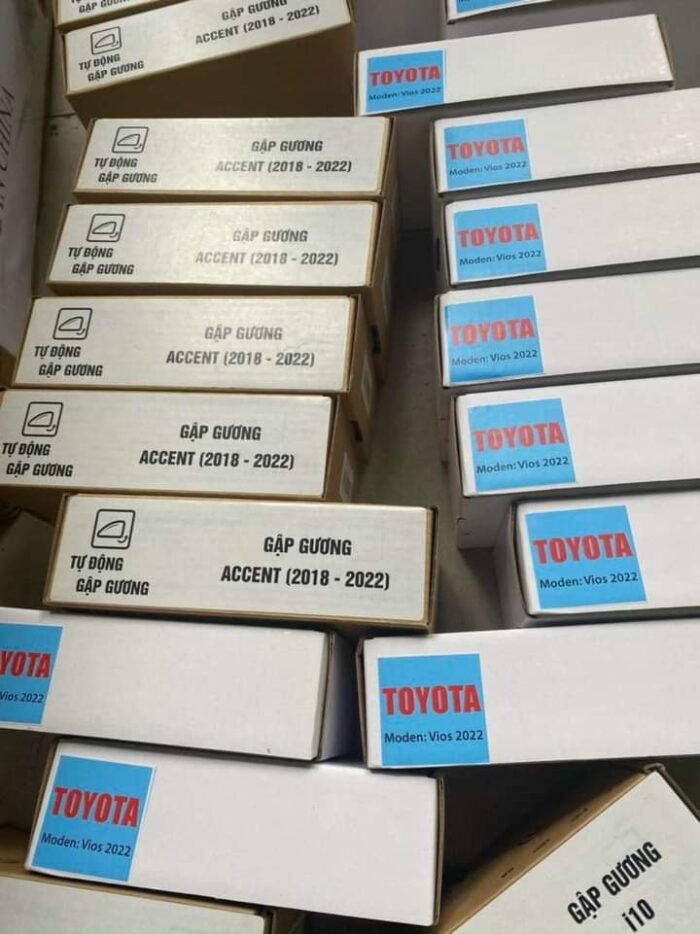 TỰ ĐỘNG
GẬP GƯƠNG
GẬP GƯƠNG
ACCENT (2018 - 2022)
TOYOTA
Moden: Vios 2022
TỰ ĐỘNG
GẬP GƯƠNG
GẬP GƯƠNG
ACCENT (2018 - 2022)
TOYOTA
Moden: Vios 2022
TỰ ĐỘNG
GẬP GƯƠNG
GẬP GƯƠNG
ACCENT (2018 - 2022)
TOYOTA
Moden: Vios 2022
TỰ ĐỘNG
GẬP GƯƠNG
GẬP GƯƠNG
ACCENT (2018 - 2022)
TOYOTA
Moden: Vios 2022
TỰ ĐỘNG
GẬP GƯƠNG
GẬP GƯƠNG
ACCENT (2018 - 2022)
TOYOTA
Moden: Vios 2022
TỰ ĐỘNG
GẬP GƯƠNG
GẬP GƯƠNG
ACCENT (2018 - 2022)
TOYOTA
Moden: Vios 2022
YOTA
Vios 2022
TOYOTA
Moden: Vios 2022
TOYOTA
Moden: Vios 2022
GẬP GƯƠNG
i10
CHINA